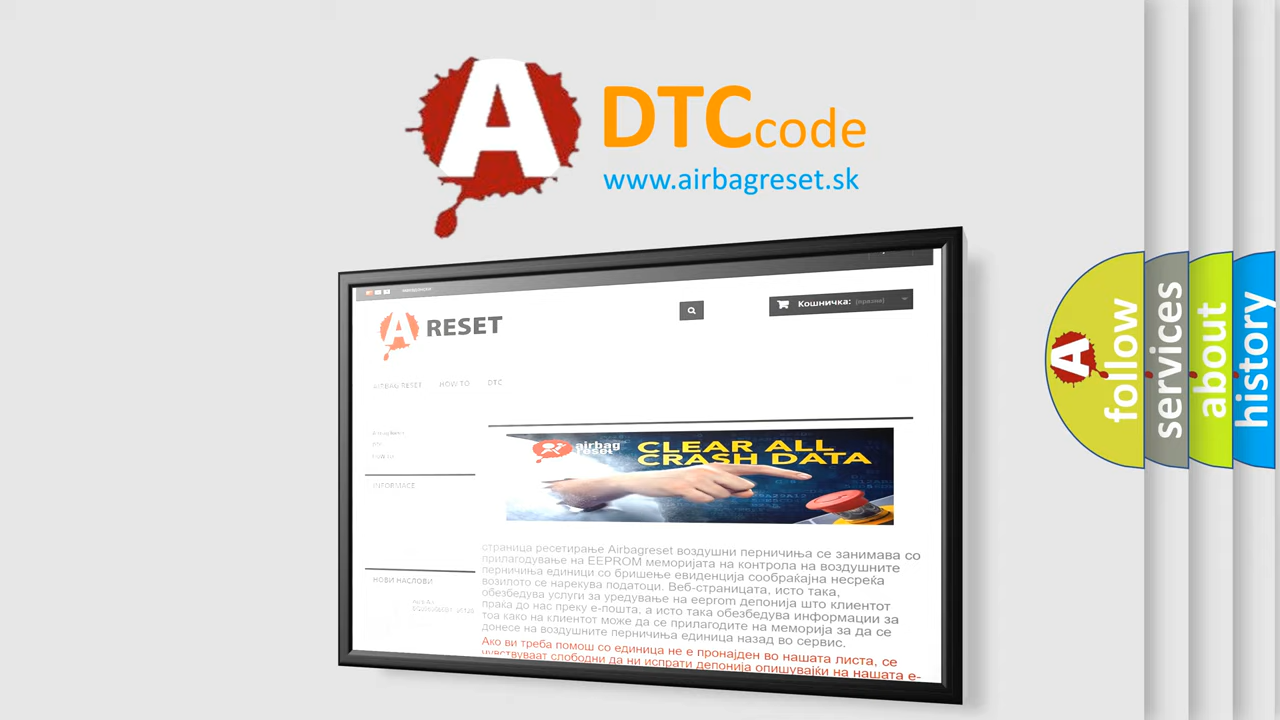 A DTC code
www.airbagreset.sk
A RESET
Кошничка: (празни)
AIRBAG RESET HOW TO DTC
INFORMACE
airbag reset
CLEAR ALL CRASH DATA
страница ресетирање Airbagreset воздушни перничиња се занимава со
прилагодување на EEPROM меморијата на контрола на воздушните
перничиња единици со бришење евиденција сообраќајна несреќа
возилото се нарекува податоци. Веб-страницата, исто така,
обезбедува услуги за уредување на eeprom депонија што клиентот
праќа до нас преку е-пошта, а исто така обезбедува информации за
тоа како на клиентот може да се прилагодите на меморија за да се
донесе на воздушните перничиња единица назад во сервис.
Ако ви треба помош со единица не е пронајден во нашата листа, се
чувствуваат слободни да ни испрати депонија опишувајќи на нашата е-
НОВИ НАСЛОВИ
A follow
services
about
history